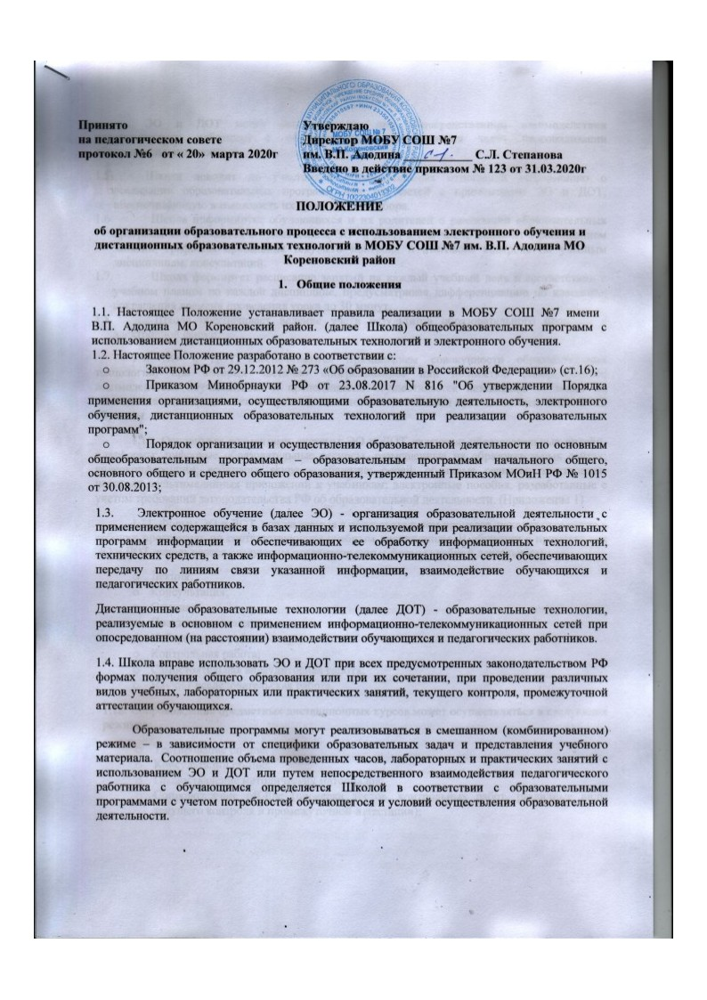 Принято
на педагогическом совете
протокол №6 от « 20» марта 2020г
Утверждаю
Директор МОБУ СОШ №7
им. В.П. Адодина ____________ С.Л. Степанова
Введено в действие приказом № 123 от 31.03.2020г
МОБУ СОШ № 7
ОГРН 1022304013302
ПОЛОЖЕНИЕ
об организации образовательного процесса с использованием электронного обучения и
дистанционных образовательных технологий в МОБУ СОШ №7 им. В.П. Адодина МО
Кореновский район
1. Общие положения
1.1. Настоящее Положение устанавливает правила реализации в МОБУ СОШ №7 имени
В.П. Адодина МО Кореновский район. (далее Школа) общеобразовательных программ с
использованием дистанционных образовательных технологий и электронного обучения.
1.2. Настоящее Положение разработано в соответствии с:
o Законом РФ от 29.12.2012 № 273 «Об образовании в Российской Федерации» (ст.16);
o Приказом Минобрнауки РФ от 23.08.2017 N 816 "Об утверждении Порядка
применения организациями, осуществляющими образовательную деятельность, электронного
обучения, дистанционных образовательных технологий при реализации образовательных
программ";
o Порядок организации и осуществления образовательной деятельности по основным
общеобразовательным программам – образовательным программам начального общего,
основного общего и среднего общего образования, утвержденный Приказом МОиН РФ № 1015
от 30.08.2013;
1.3. Электронное обучение (далее ЭО) - организация образовательной деятельности с
применением содержащейся в базах данных и используемой при реализации образовательных
программ информации и обеспечивающих ее обработку информационных технологий,
технических средств, а также информационно-телекоммуникационных сетей, обеспечивающих
передачу по линиям связи указанной информации, взаимодействие обучающихся и
педагогических работников.
Дистанционные образовательные технологии (далее ДОТ) - образовательные технологии,
реализуемые в основном с применением информационно-телекоммуникационных сетей при
опосредованном (на расстоянии) взаимодействии обучающихся и педагогических работников.
1.4. Школа вправе использовать ЭО и ДОТ при всех предусмотренных законодательством РФ
формах получения общего образования или при их сочетании, при проведении различных
видов учебных, лабораторных или практических занятий, текущего контроля, промежуточной
аттестации обучающихся.
Образовательные программы могут реализовываться в смешанном (комбинированном)
режиме – в зависимости от специфики образовательных задач и представления учебного
материала. Соотношение объема проведенных часов, лабораторных и практических занятий с
использованием ЭО и ДОТ или путем непосредственного взаимодействия педагогического
работника с обучающимся определяется Школой в соответствии с образовательными
программами с учетом потребностей обучающегося и условий осуществления образовательной
деятельности.